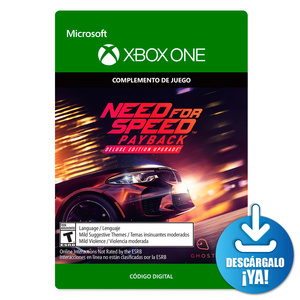 Microsoft
XBOX ONE
COMPLEMENTO DE JUEGO
NEED FOR
SPEED
PAYBACK
DELUXE EDITION UPGRADE
T
ESRB
Language / Lenguaje
Mild Suggestive Themes / Temas insinuantes moderados
Mild Violence / Violencia moderada
Online Interactions Not Rated by the ESRB
Interacciones en línea no están clasificadas por el ESRB
GHOST
CÓDIGO DIGITAL
DESCÁRGALO
¡YA!